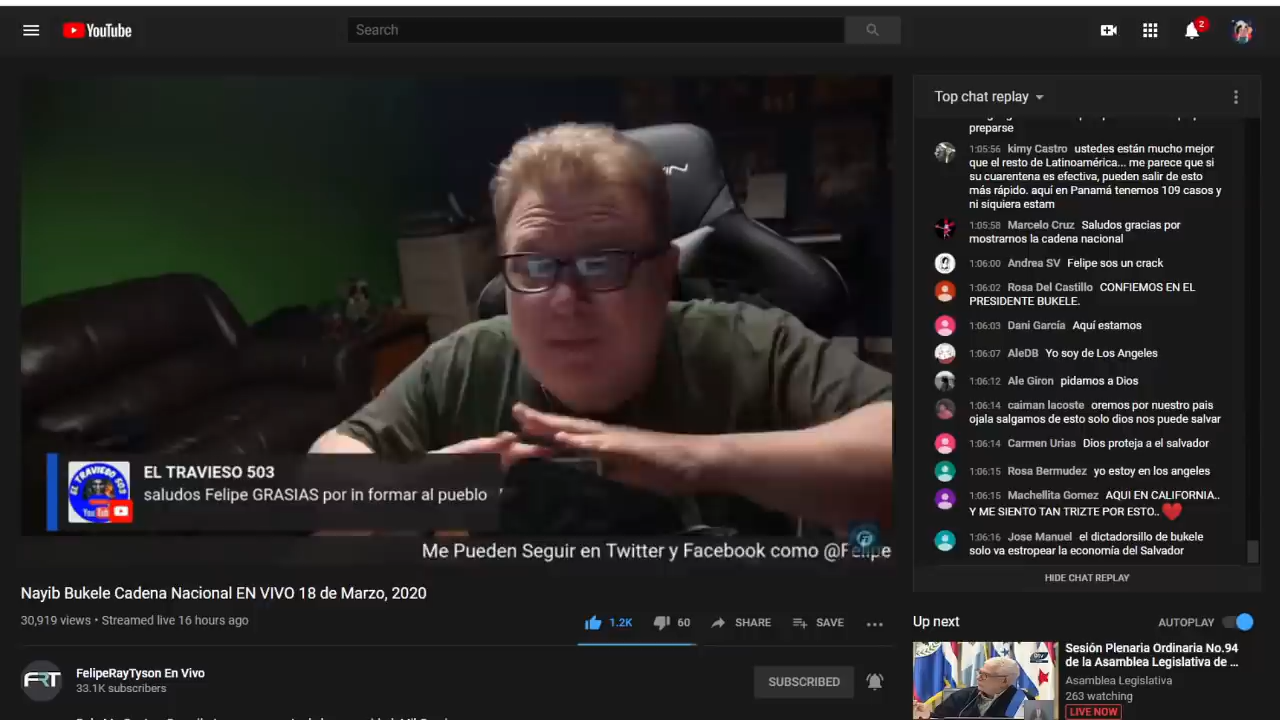 YouTube
Search
2
Top chat replay
preparse
1:05:56 kimy Castro ustedes están mucho mejor
que el resto de Latinoamérica... me parece que si
su cuarentena es efectiva, pueden salir de esto
más rápido. aquí en Panamá tenemos 109 casos y
ni siquiera estam
1:05:58 Marcelo Cruz Saludos gracias por
mostrarnos la cadena nacional
1:06:00 Andrea SV Felipe sos un crack
1:06:02 Rosa Del Castillo CONFIEMOS EN EL
PRESIDENTE BUKELE.
1:06:03 Dani García Aquí estamos
1:06:07 AleDB Yo soy de Los Angeles
1:06:12 Ale Giron pidamos a Dios
1:06:14 caiman lacoste oremos por nuestro pais
ojala salgamos de esto solo dios nos puede salvar
1:06:14 Carmen Urias Dios proteja a el salvador
1:06:15 Rosa Bermudez yo estoy en los angeles
1:06:15 Machellita Gomez AQUI EN CALIFORNIA..
Y ME SIENTO TAN TRIZTE POR ESTO..
1:06:16 Jose Manuel el dictadorsillo de bukele
solo va estropear la economía del Salvador
HIDE CHAT REPLAY
EL TRAVIESO 503
EL TRAVIESO 503
saludos Felipe GRASIAS por in formar al pueblo
Me Pueden Seguir en Twitter y Facebook como @Felipe
Nayib Bukele Cadena Nacional EN VIVO 18 de Marzo, 2020
30,919 views • Streamed live 16 hours ago
1.2K
60
SHARE
SAVE
FRT
FelipeRayTyson En Vivo
33.1K subscribers
SUBSCRIBED
Up next
AUTOPLAY
Sesión Plenaria Ordinaria No.94
de la Asamblea Legislativa de ...
Asamblea Legislativa
263 watching
LIVE NOW